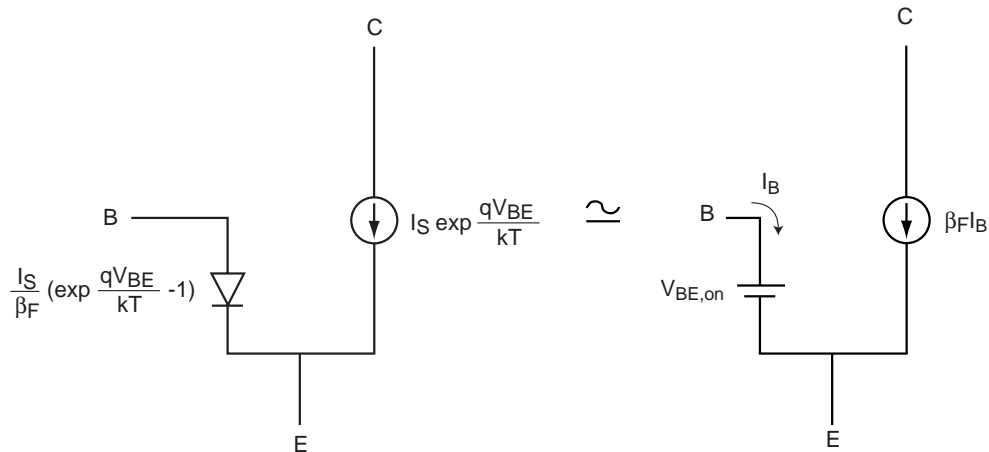 C
C
B
I_S exp qV_BE / kT
≃
B
I_B
β_F I_B
I_S / β_F (exp qV_BE / kT -1)
V_BE,on
E
E